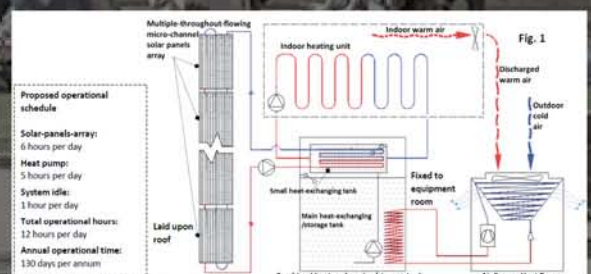 Multiple-throughout-flowing
micro-channel
solar panels
array
Indoor warm air
Fig. 1
Indoor heating unit
Discharged
warm air
Outdoor
cold
air
Proposed operational
schedule
Solar-panels-array:
6 hours per day
Heat pump:
5 hours per day
System idle:
1 hour per day
Total operational hours:
12 hours per day
Annual operational time:
130 days per annum
Small heat-exchanging tank
Fixed to
equipment
room
Main heat-exchanging
/storage tank
Laid upon
roof